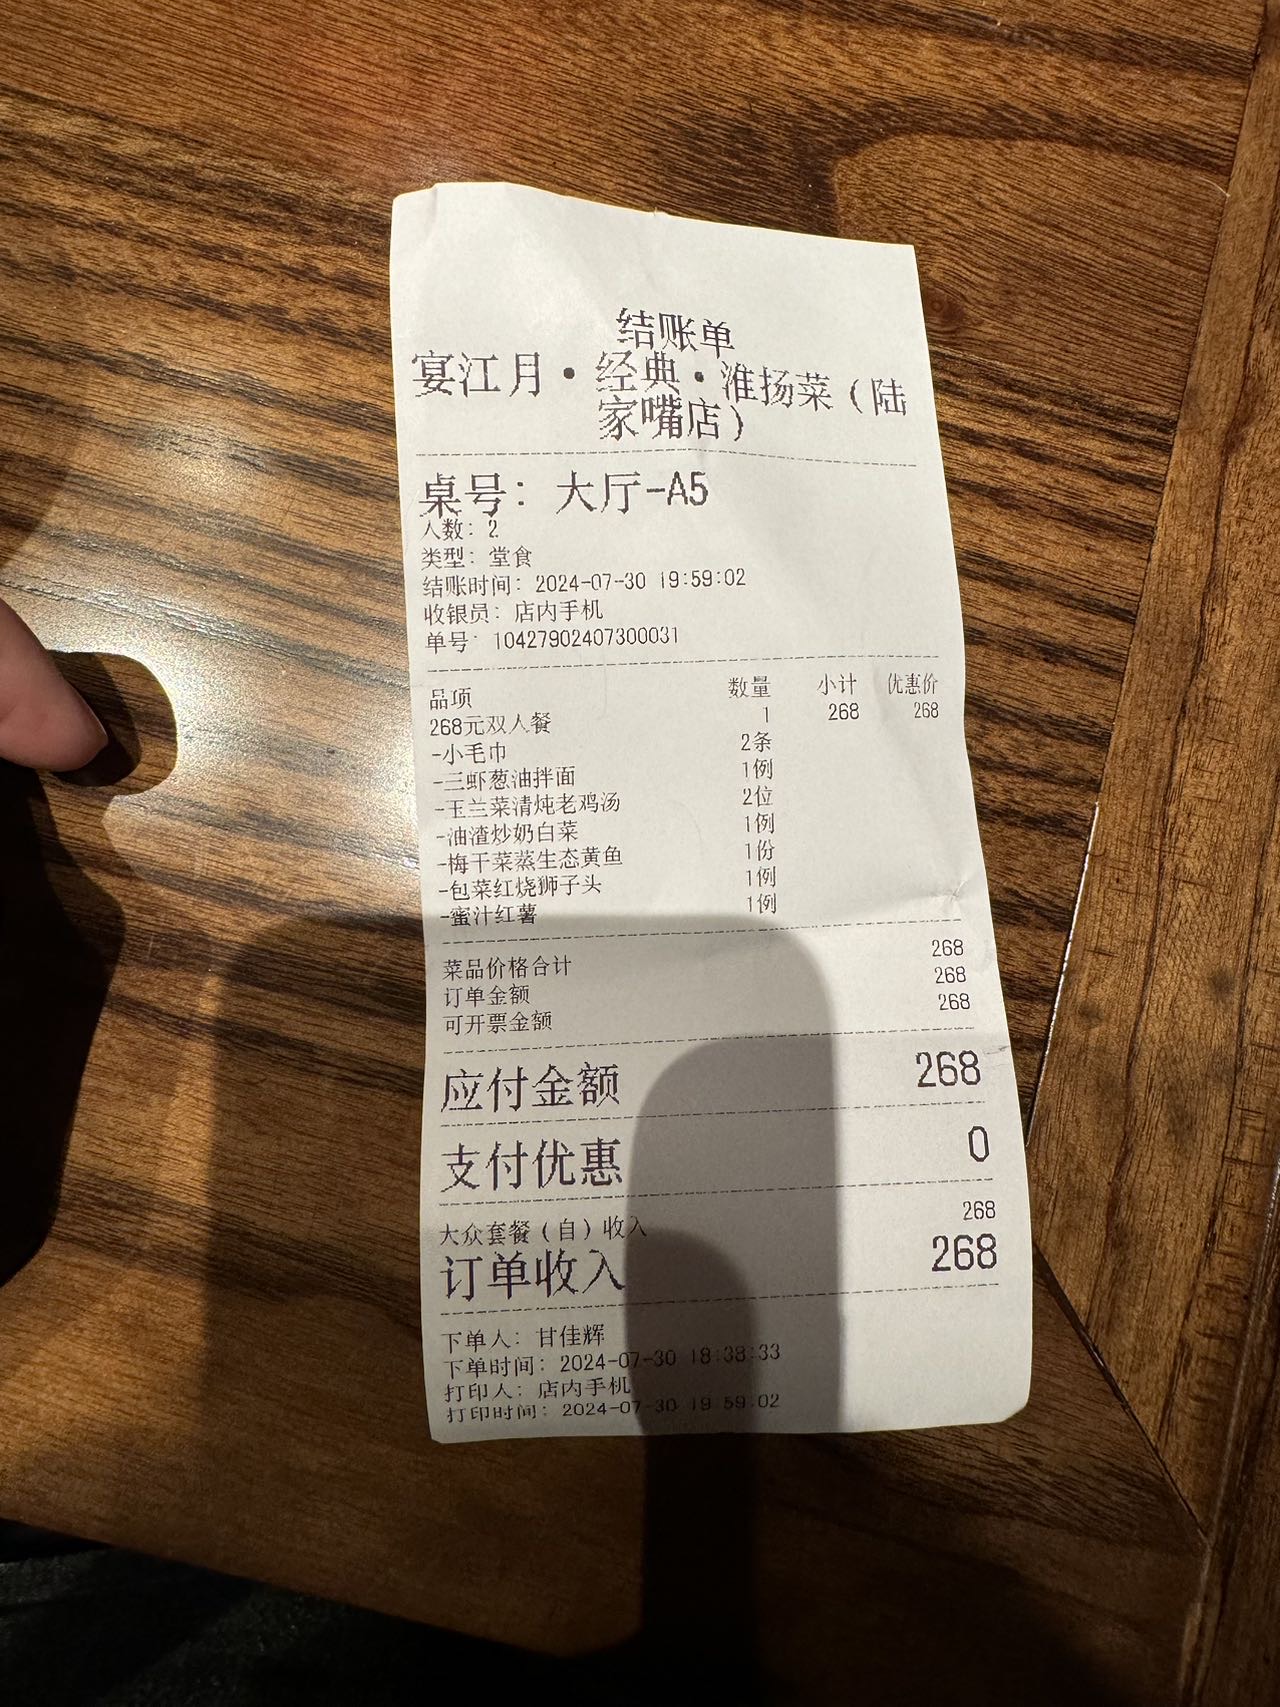 结账单
宴江月·经典·淮扬菜（陆
家嘴店）
桌号：大厅-A5
人数：2
类型：堂食
结账时间：2024-07-30 19:59:02
收银员：店内手机
单号：10427902407300031
品项 数量 小计 优惠价
268元双人餐 1 268 268
-小毛巾 2条
-三虾葱油拌面 1例
-玉兰菜清炖老鸡汤 2位
-油渣炒奶白菜 1例
-梅干菜蒸生态黄鱼 1份
-包菜红烧狮子头 1例
-蜜汁红薯 1例
菜品价格合计 268
订单金额 268
可开票金额 268
应付金额 268
支付优惠 0
大众套餐（自）收入 268
订单收入 268
下单人：甘佳辉
下单时间：2024-07-30 18:38:33
打印人：店内手机
打印时间：2024-07-30 19:59:02